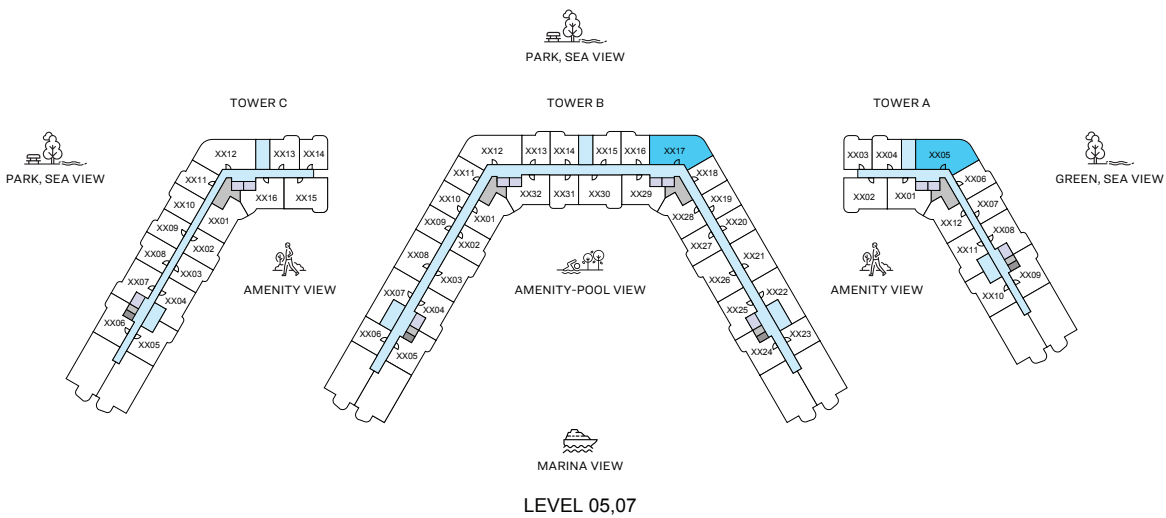 PARK, SEA VIEW
TOWER C
TOWER B
TOWER A
PARK, SEA VIEW
GREEN, SEA VIEW
XX12
XX13
XX14
XX11
XX10
XX09
XX08
XX07
XX06
XX01
XX02
XX03
XX04
XX05
XX16
XX15
AMENITY VIEW
XX12
XX13
XX14
XX15
XX16
XX17
XX11
XX10
XX09
XX08
XX07
XX06
XX01
XX02
XX03
XX04
XX05
XX32
XX31
XX30
XX29
XX18
XX19
XX20
XX21
XX22
XX23
XX28
XX27
XX26
XX25
XX24
AMENITY-POOL VIEW
XX03
XX04
XX05
XX06
XX07
XX08
XX09
XX02
XX01
XX12
XX11
XX10
AMENITY VIEW
MARINA VIEW
LEVEL 05,07